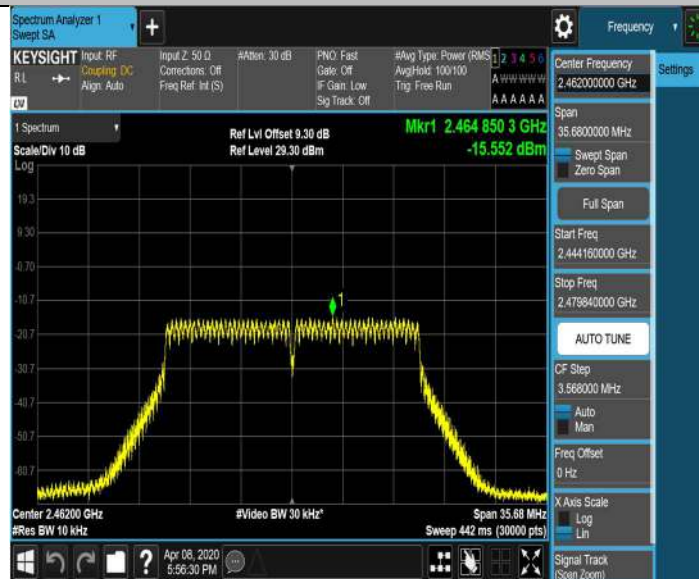 Spectrum Analyzer 1
Swept SA
+
Frequency
KEYSIGHT
RL
Input: RF
Coupling: DC
Align: Auto
Input Z: 50 Ω
Corrections: Off
Freq Ref: Int (S)
#Atten: 30 dB
PNO: Fast
Gate: Off
IF Gain: Low
Sig Track: Off
#Avg Type: Power (RMS
Avg|Hold: 100/100
Trig: Free Run
1 2 3 4 5 6
A W W W W W
A A A A A A
1 Spectrum
Scale/Div 10 dB
Log
Ref Lvl Offset 9.30 dB
Ref Level 29.30 dBm
Mkr1 2.464 850 3 GHz
-15.552 dBm
19.3
9.30
-0.70
-10.7
-20.7
-30.7
-40.7
-50.7
-60.7
1
Center 2.46200 GHz
#Res BW 10 kHz
#Video BW 30 kHz*
Span 35.68 MHz
Sweep 442 ms (30000 pts)
?
Apr 08, 2020
5:56:30 PM
Center Frequency
2.462000000 GHz
Settings
Span
35.6800000 MHz
Swept Span
Zero Span
Full Span
Start Freq
2.444160000 GHz
Stop Freq
2.479840000 GHz
AUTO TUNE
CF Step
3.568000 MHz
Auto
Man
Freq Offset
0 Hz
X Axis Scale
Log
Lin
Signal Track
(Span Zoom)